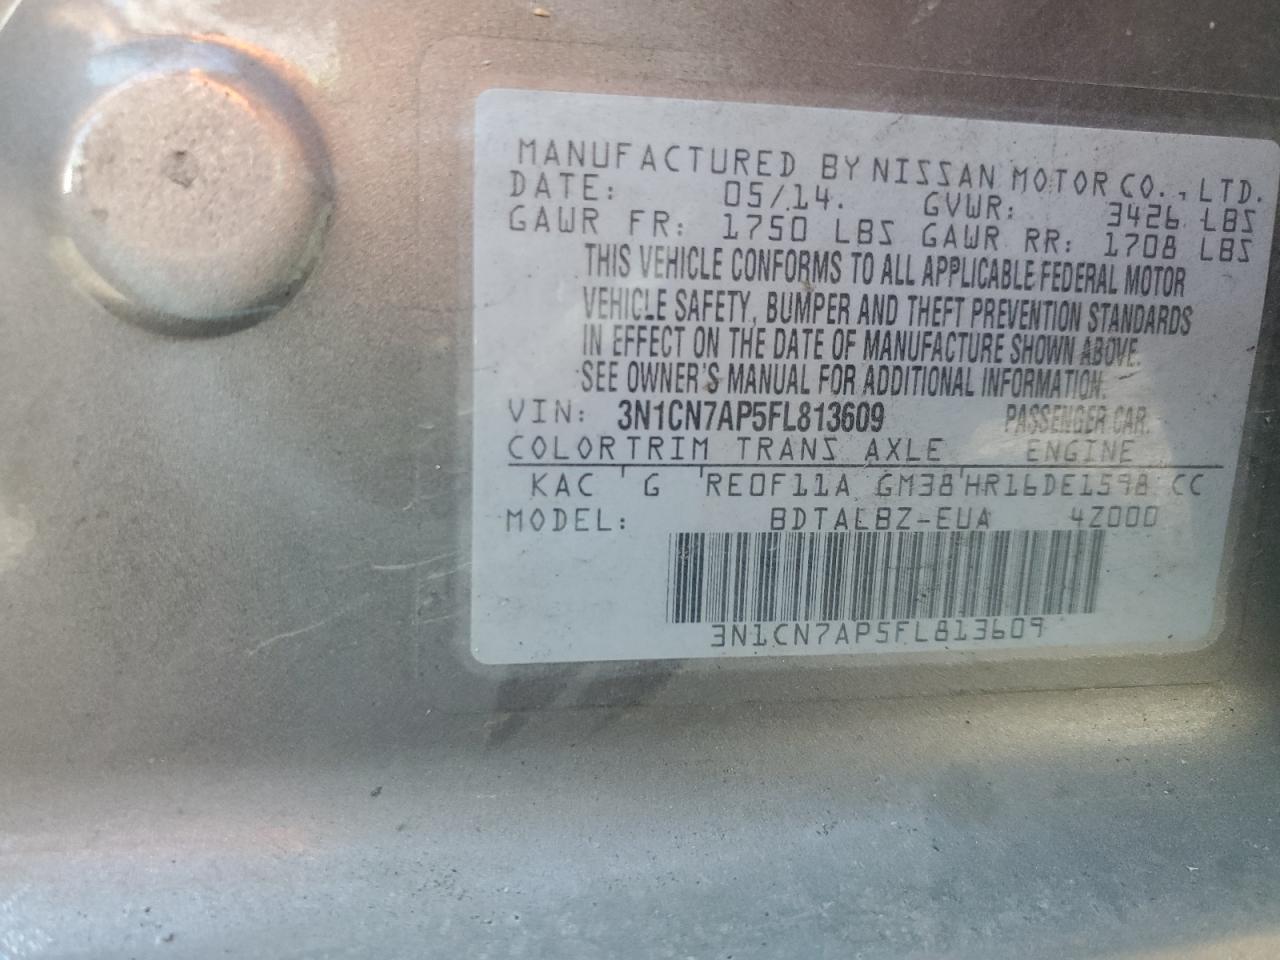 MANUFACTURED BY NISSAN MOTOR CO., LTD.
DATE: 05/14. GVWR: 3426 LBS
GAWR FR: 1750 LBS GAWR RR: 1708 LBS
THIS VEHICLE CONFORMS TO ALL APPLICABLE FEDERAL MOTOR
VEHICLE SAFETY, BUMPER AND THEFT PREVENTION STANDARDS
IN EFFECT ON THE DATE OF MANUFACTURE SHOWN ABOVE.
SEE OWNER'S MANUAL FOR ADDITIONAL INFORMATION.
VIN: 3N1CN7AP5FL813609 PASSENGER CAR.
COLOR TRIM TRANS AXLE ENGINE
KAC G RE0F11A GM38 HR16DE1598 CC
MODEL: BDTALBZ-EUA 4Z000
3N1CN7AP5FL813609